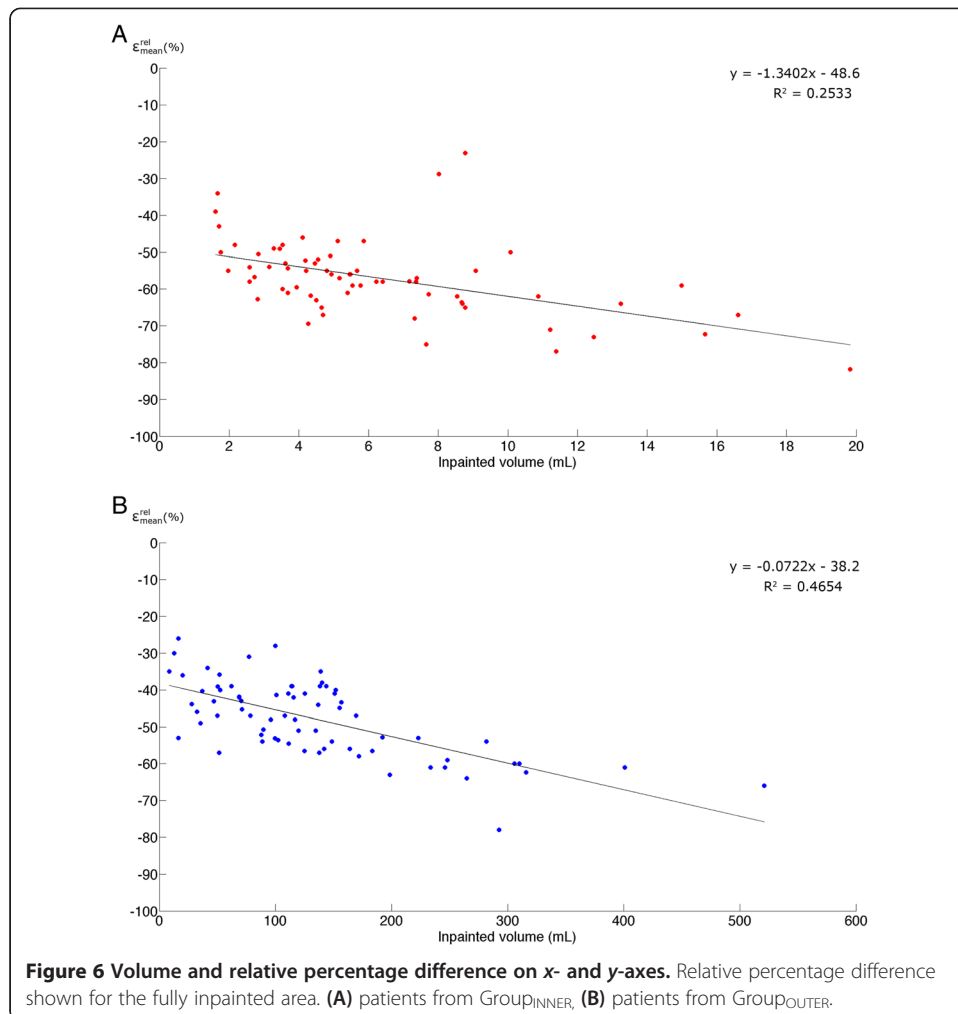 A
ε^rel_mean(%)
y = -1.3402x - 48.6
R² = 0.2533
0
-10
-20
-30
-40
-50
-60
-70
-80
-90
-100
0 2 4 6 8 10 12 14 16 18 20
Inpainted volume (mL)
B
ε^rel_mean(%)
y = -0.0722x - 38.2
R² = 0.4654
0
-10
-20
-30
-40
-50
-60
-70
-80
-90
-100
0 100 200 300 400 500 600
Inpainted volume (mL)
Figure 6 Volume and relative percentage difference on x- and y-axes. Relative percentage difference
shown for the fully inpainted area. (A) patients from Group_INNER, (B) patients from Group_OUTER.